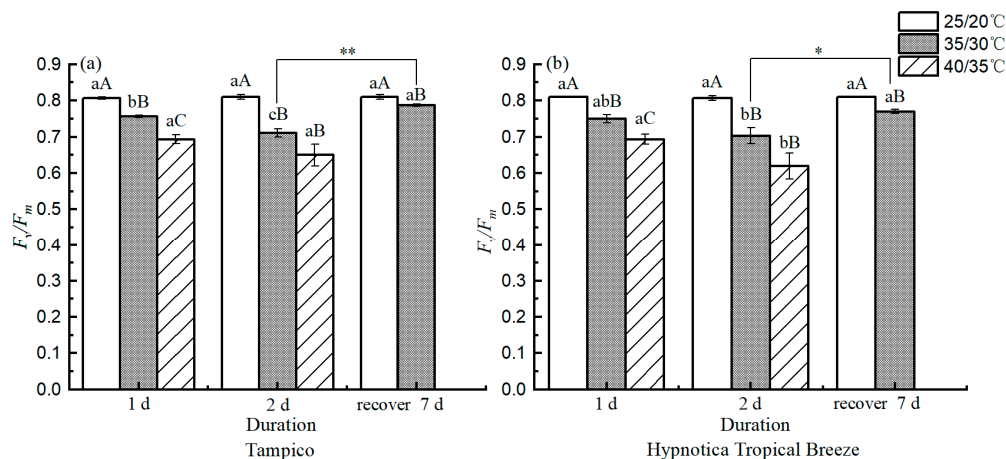 25/20℃
35/30℃
40/35℃
(a)
**
0.9
0.8
0.7
0.6
0.5
0.4
0.3
0.2
0.1
0.0
Fv/Fm
aA
bB
aC
aA
cB
aB
aA
aB
1 d
2 d
recover 7 d
Duration
Tampico
(b)
*
0.9
0.8
0.7
0.6
0.5
0.4
0.3
0.2
0.1
0.0
Fv/Fm
aA
abB
aC
aA
bB
bB
aA
aB
1 d
2 d
recover 7 d
Duration
Hypnotica Tropical Breeze